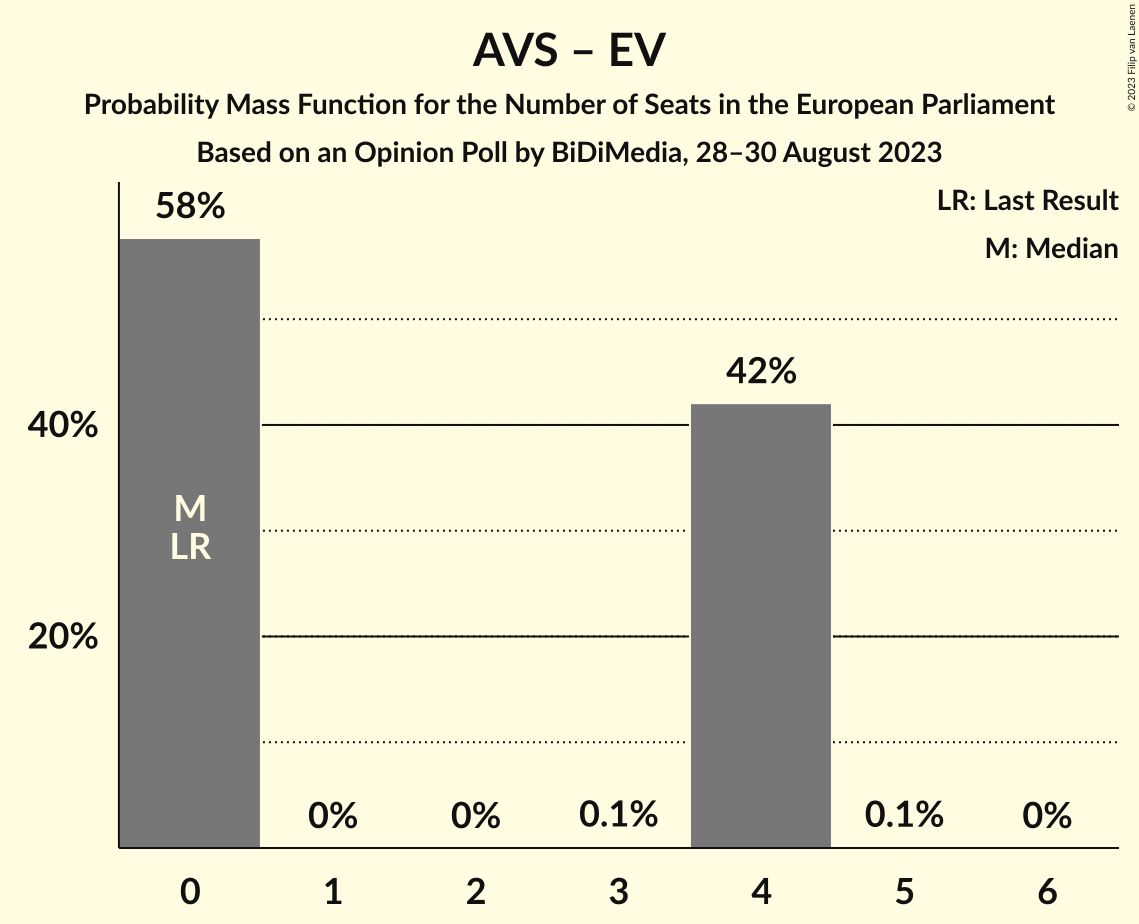 AVS – EV
Probability Mass Function for the Number of Seats in the European Parliament
Based on an Opinion Poll by BiDiMedia, 28–30 August 2023
© 2023 Filip van Laenen
LR: Last Result
M: Median
58%
42%
40%
M
LR
20%
0% 0% 0.1% 0.1% 0%
0 1 2 3 4 5 6